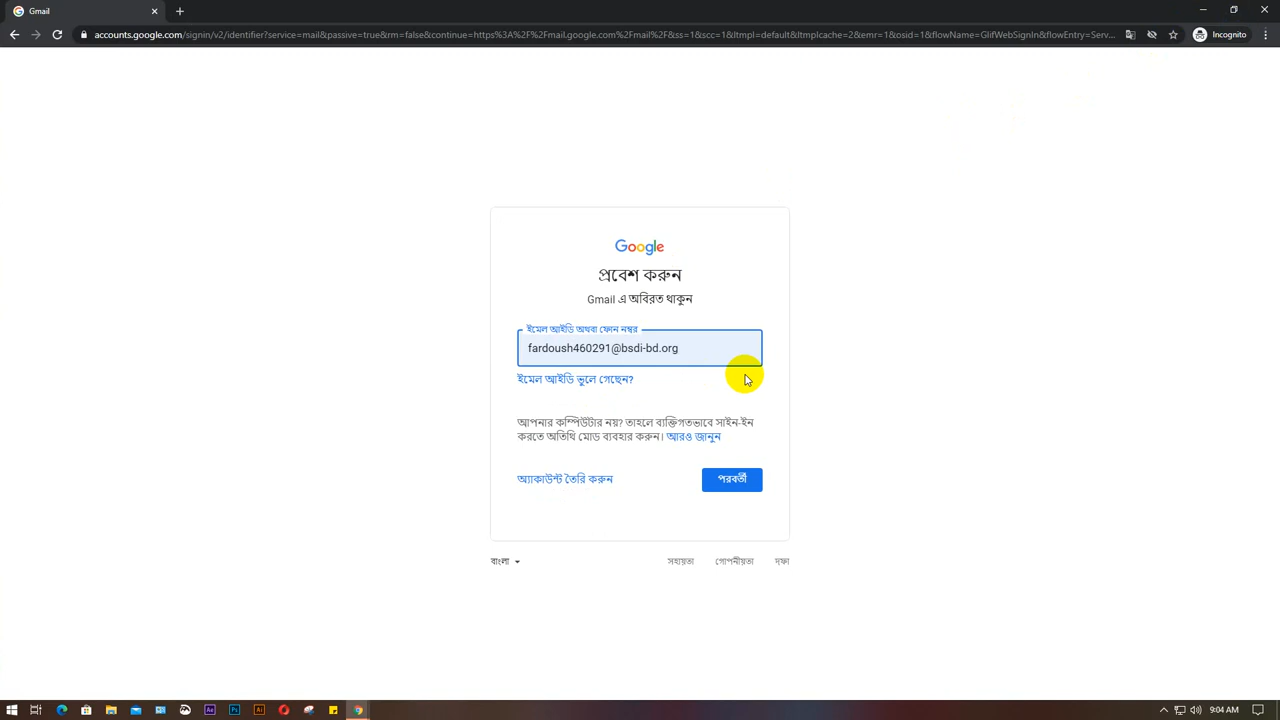 Gmail
accounts.google.com/signin/v2/identifier?service=mail&passive=true&rm=false&continue=https%3A%2F%2Fmail.google.com%2Fmail%2F&ss=1&scc=1&ltmpl=default&ltmplcache=2&emr=1&osid=1&flowName=GlifWebSignIn&flowEntry=Serv...
Incognito
Google
প্রবেশ করুন
Gmail এ অবিরত থাকুন
ইমেল আইডি অথবা ফোন নম্বর
fardoush460291@bsdi-bd.org
ইমেল আইডি ভুলে গেছেন?
আপনার কম্পিউটার নয়? তাহলে ব্যক্তিগতভাবে সাইন-ইন
করতে অতিথি মোড ব্যবহার করুন। আরও জানুন
অ্যাকাউন্ট তৈরি করুন
পরবর্তী
বাংলা
সহায়তা
গোপনীয়তা
দফা
Ae
Ps
Ai
9:04 AM